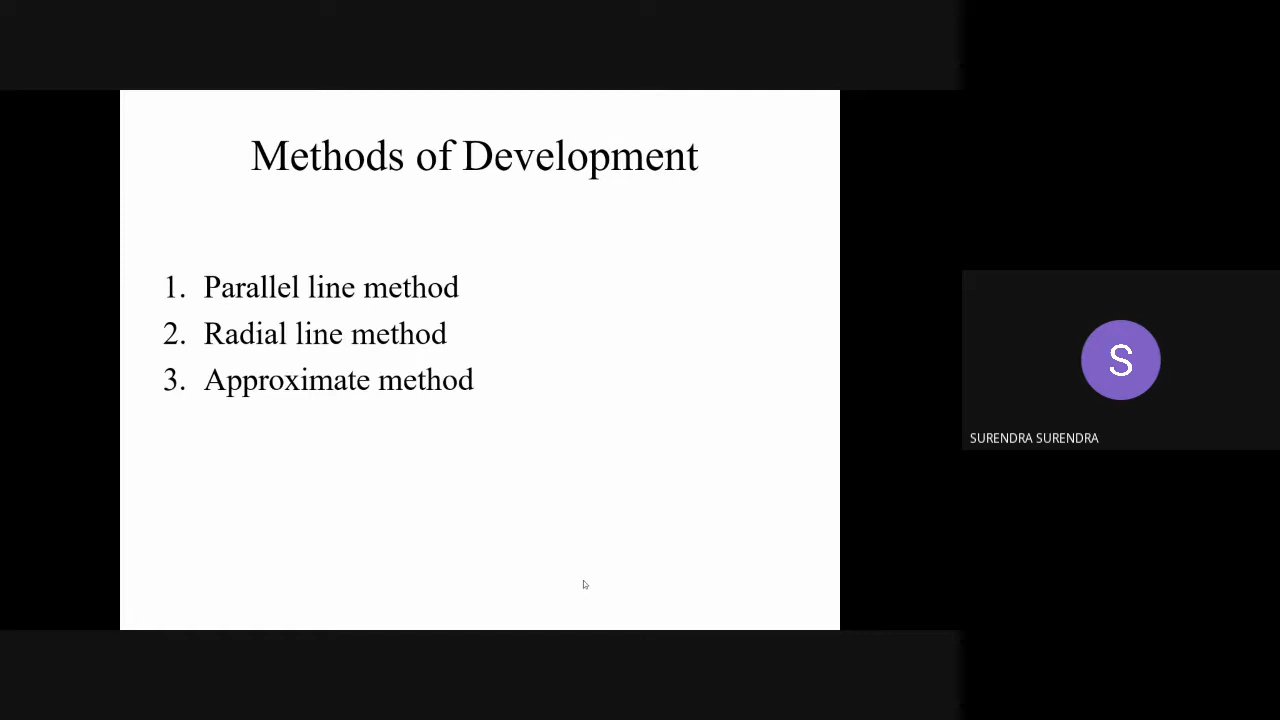 Methods of Development
1. Parallel line method
2. Radial line method
3. Approximate method
S
SURENDRA SURENDRA